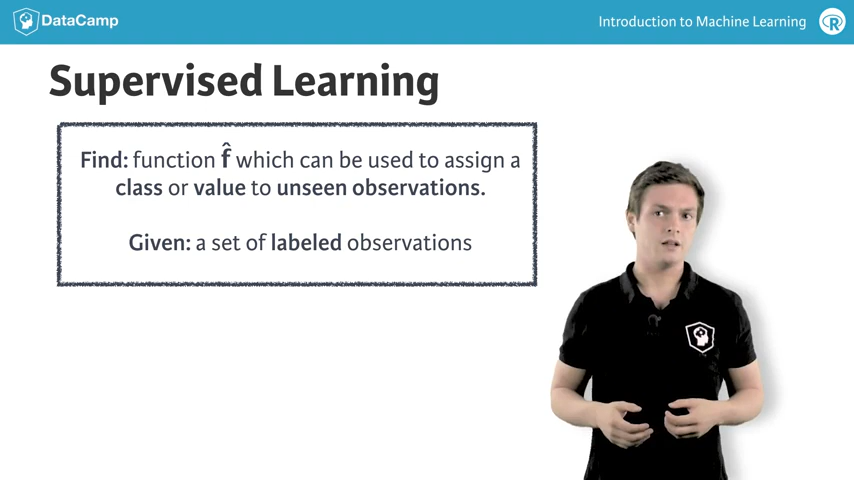 DataCamp
Introduction to Machine Learning
R
Supervised Learning
Find: function f̂ which can be used to assign a
class or value to unseen observations.
Given: a set of labeled observations